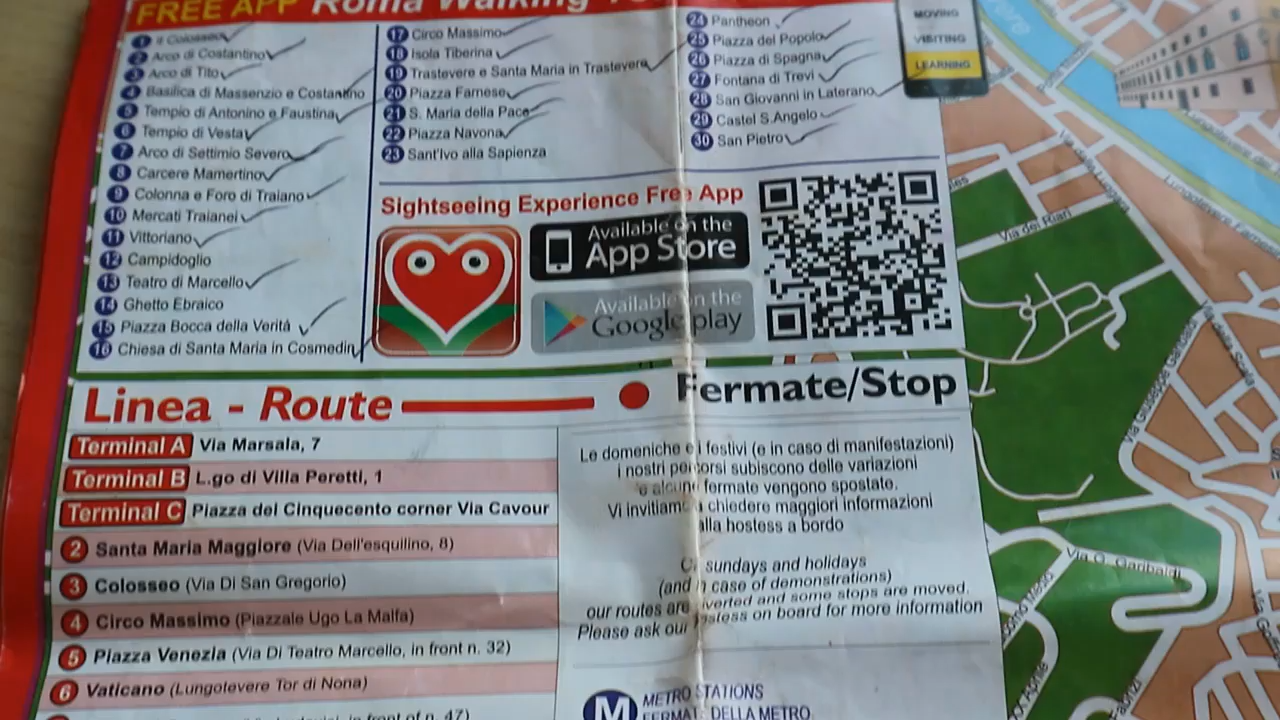 FREE APP Roma Walking
1 Il Colosseo
2 Arco di Costantino
3 Arco di Tito
4 Basilica di Massenzio e Costantino
5 Tempio di Antonino e Faustina
6 Tempio di Vesta
7 Arco di Settimio Severo
8 Carcere Mamertino
9 Colonna e Foro di Traiano
10 Mercati Traianei
11 Vittoriano
12 Campidoglio
13 Teatro di Marcello
14 Ghetto Ebraico
15 Piazza Bocca della Verità
16 Chiesa di Santa Maria in Cosmedin
17 Circo Massimo
18 Isola Tiberina
19 Trastevere e Santa Maria in Trastevere
20 Piazza Farnese
21 S. Maria della Pace
22 Piazza Navona
23 Sant'Ivo alla Sapienza
24 Pantheon
25 Piazza del Popolo
26 Piazza di Spagna
27 Fontana di Trevi
28 San Giovanni in Laterano
29 Castel S.Angelo
30 San Pietro
MOVING
VISITING
LEARNING
Sightseeing Experience Free App
Available on the
App Store
Available on the
Google play
Linea - Route
Fermate/Stop
Terminal A Via Marsala, 7
Terminal B L.go di Villa Peretti, 1
Terminal C Piazza dei Cinquecento corner Via Cavour
2 Santa Maria Maggiore (Via Dell'esquilino, 8)
3 Colosseo (Via Di San Gregorio)
4 Circo Massimo (Piazzale Ugo La Malfa)
5 Piazza Venezia (Via Di Teatro Marcello, in front n. 32)
6 Vaticano (Lungotevere Tor di Nona)
in front of n. 47)
Le domeniche e i festivi (e in caso di manifestazioni)
i nostri percorsi subiscono delle variazioni
e alcune fermate vengono spostate.
Vi invitiamo a chiedere maggiori informazioni
alla hostess a bordo
sundays and holidays
(and in case of demonstrations)
our routes are diverted and some stops are moved.
Please ask our hostess on board for more information
M METRO STATIONS
FERMATE DELLA METRO
Via dei Riari
Via della Lungara
Via G. Garibaldi